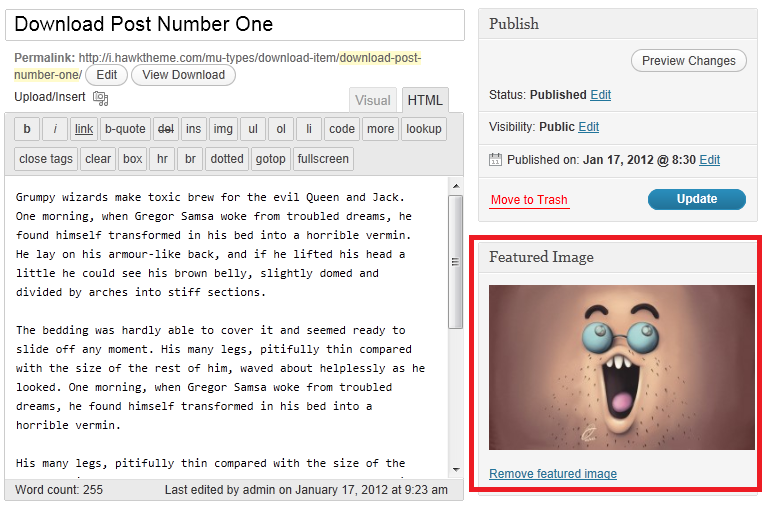 Download Post Number One
Permalink: http://i.hawktheme.com/mu-types/download-item/download-post-
number-one/ Edit View Download
Upload/Insert
Visual HTML
b i link b-quote del ins img ul ol li code more lookup
close tags clear box hr br dotted gotop fullscreen
Grumpy wizards make toxic brew for the evil Queen and Jack.
One morning, when Gregor Samsa woke from troubled dreams, he
found himself transformed in his bed into a horrible vermin.
He lay on his armour-like back, and if he lifted his head a
little he could see his brown belly, slightly domed and
divided by arches into stiff sections.
The bedding was hardly able to cover it and seemed ready to
slide off any moment. His many legs, pitifully thin compared
with the size of the rest of him, waved about helplessly as he
looked. One morning, when Gregor Samsa woke from troubled
dreams, he found himself transformed in his bed into a
horrible vermin.
His many legs, pitifully thin compared with the size of the
Word count: 255 Last edited by admin on January 17, 2012 at 9:23 am
Publish
Preview Changes
Status: Published Edit
Visibility: Public Edit
11 Published on: Jan 17, 2012 @ 8:30 Edit
Move to Trash Update
Featured Image
Remove featured image